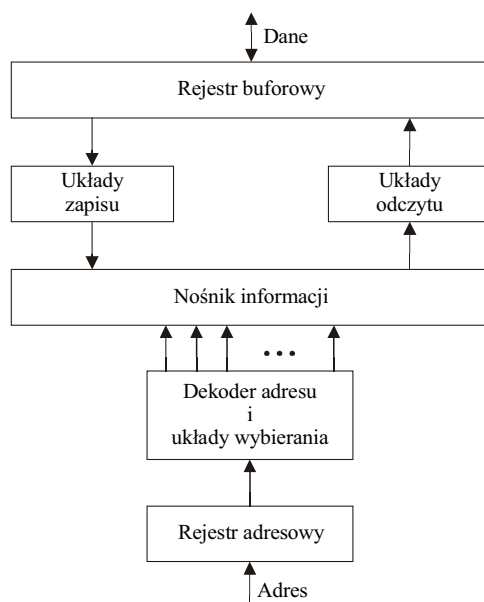 Dane
Rejestr buforowy
Układy
zapisu
Układy
odczytu
Nośnik informacji
...
Dekoder adresu
i
układy wybierania
Rejestr adresowy
Adres